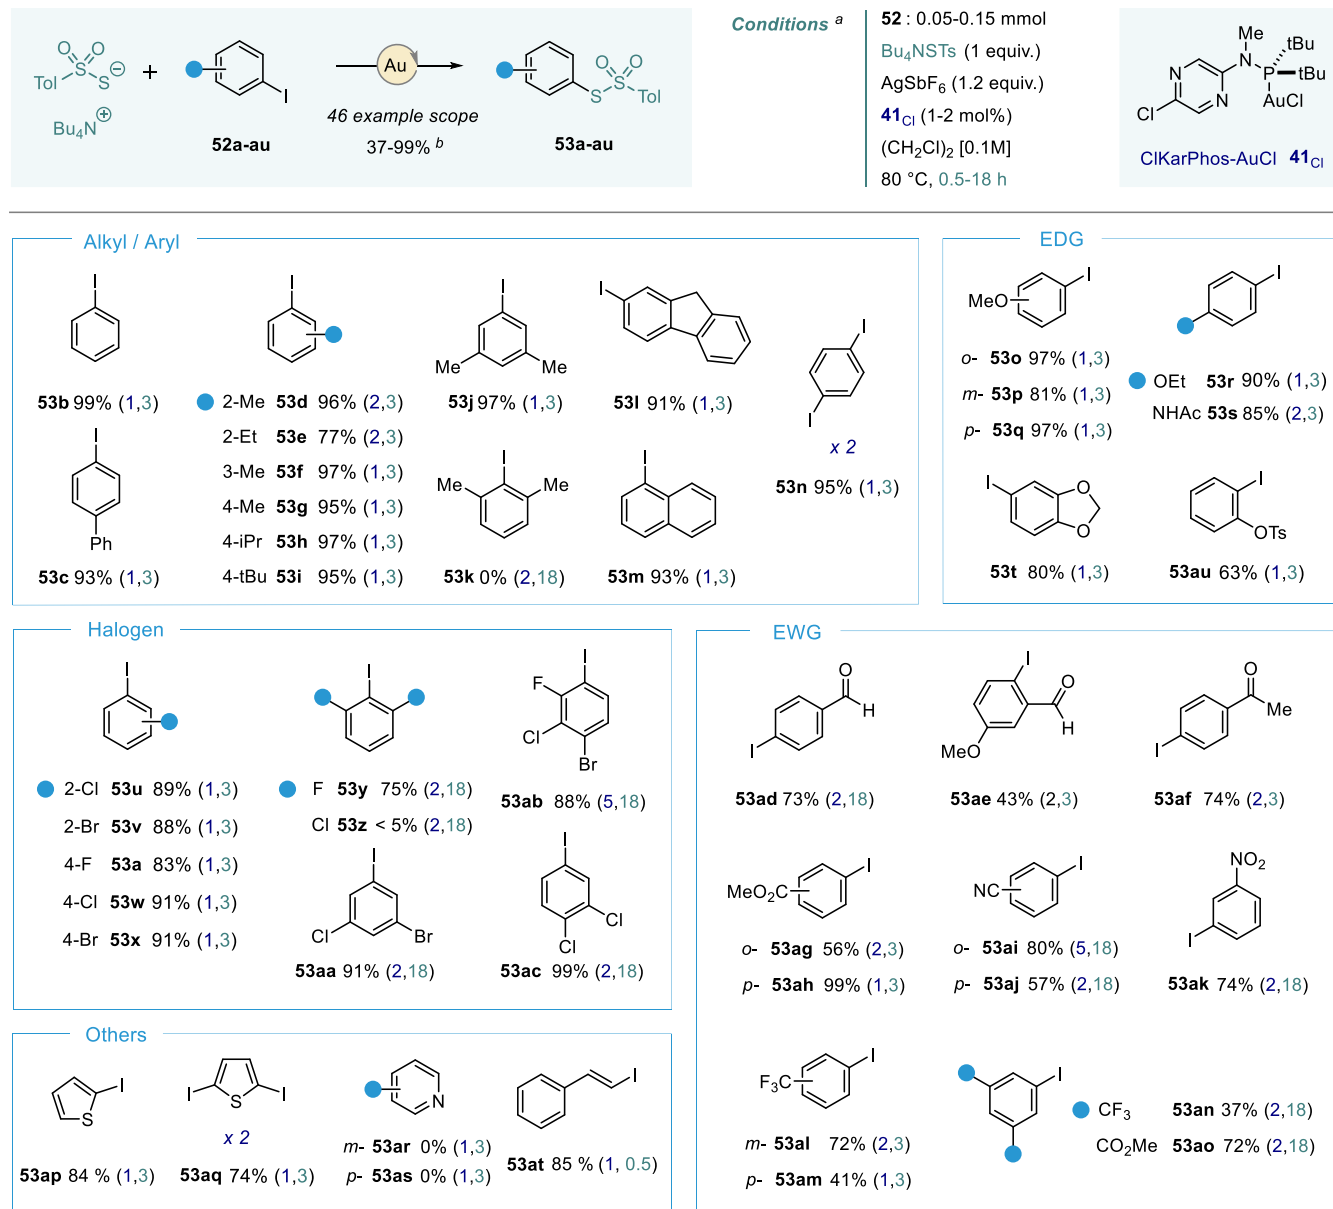 O O
S
Tol S ⊖
Bu₄N ⊕
+
I
52a-au
Au
46 example scope
37-99% ᵇ
O O
S
S Tol
53a-au
Conditions ᵃ
52 : 0.05-0.15 mmol
Bu₄NSTs (1 equiv.)
AgSbF₆ (1.2 equiv.)
41Cl (1-2 mol%)
(CH₂Cl)₂ [0.1M]
80 °C, 0.5-18 h
Me
N tBu
P tBu
N
N AuCl
Cl
ClKarPhos-AuCl 41Cl
Alkyl / Aryl
I
53b 99% (1,3)
I
Ph
53c 93% (1,3)
I
2-Me 53d 96% (2,3)
2-Et 53e 77% (2,3)
3-Me 53f 97% (1,3)
4-Me 53g 95% (1,3)
4-iPr 53h 97% (1,3)
4-tBu 53i 95% (1,3)
I
Me Me
53j 97% (1,3)
I
Me Me
53k 0% (2,18)
I
53l 91% (1,3)
I
53m 93% (1,3)
I
I
x 2
53n 95% (1,3)
EDG
MeO I
o- 53o 97% (1,3)
m- 53p 81% (1,3)
p- 53q 97% (1,3)
I
OEt 53r 90% (1,3)
NHAc 53s 85% (2,3)
I O
O
53t 80% (1,3)
I
OTs
53au 63% (1,3)
Halogen
I
2-Cl 53u 89% (1,3)
2-Br 53v 88% (1,3)
4-F 53a 83% (1,3)
4-Cl 53w 91% (1,3)
4-Br 53x 91% (1,3)
I
F 53y 75% (2,18)
Cl 53z < 5% (2,18)
I
Cl Br
53aa 91% (2,18)
I
F
Cl
Br
53ab 88% (5,18)
I
Cl
Cl
53ac 99% (2,18)
EWG
O
H
I
53ad 73% (2,18)
I
O
H
MeO
53ae 43% (2,3)
O
Me
I
53af 74% (2,3)
MeO₂C I
o- 53ag 56% (2,3)
p- 53ah 99% (1,3)
NC I
o- 53ai 80% (5,18)
p- 53aj 57% (2,18)
NO₂
I
53ak 74% (2,18)
F₃C I
m- 53al 72% (2,3)
p- 53am 41% (1,3)
I
CF₃ 53an 37% (2,18)
CO₂Me 53ao 72% (2,18)
Others
I
S
53ap 84 % (1,3)
I S I
x 2
53aq 74% (1,3)
N
m- 53ar 0% (1,3)
p- 53as 0% (1,3)
I
53at 85 % (1, 0.5)